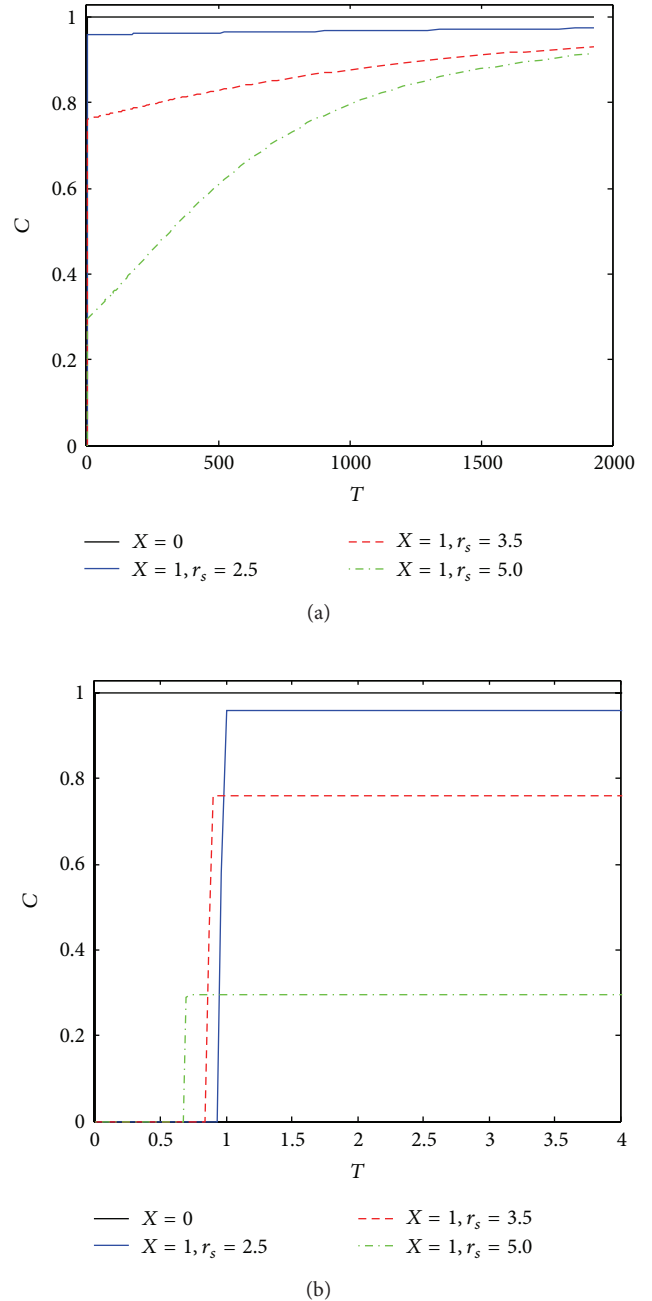 1
0.8
0.6
C
0.4
0.2
0
0 500 1000 1500 2000
T
X = 0 X = 1, r_s = 3.5
X = 1, r_s = 2.5 X = 1, r_s = 5.0
(a)
1
0.8
0.6
C
0.4
0.2
0
0 0.5 1 1.5 2 2.5 3 3.5 4
T
X = 0 X = 1, r_s = 3.5
X = 1, r_s = 2.5 X = 1, r_s = 5.0
(b)